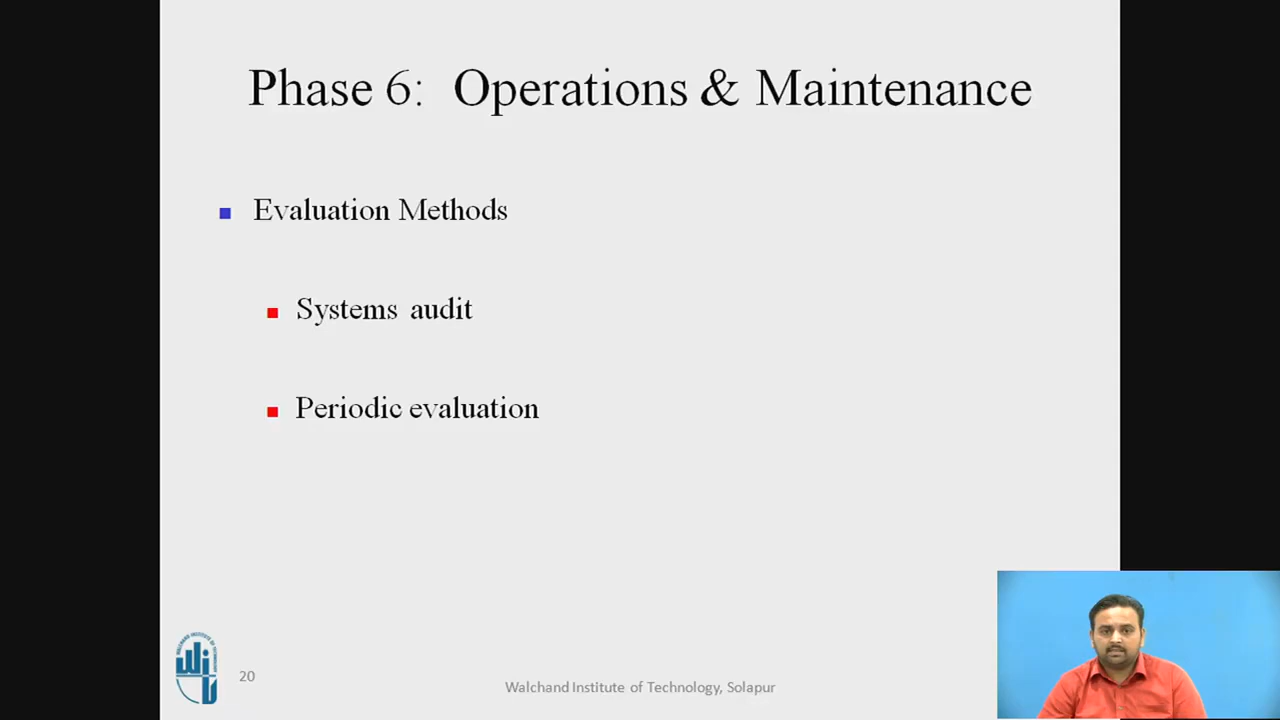 Phase 6: Operations & Maintenance
Evaluation Methods
Systems audit
Periodic evaluation
20
Walchand Institute of Technology, Solapur